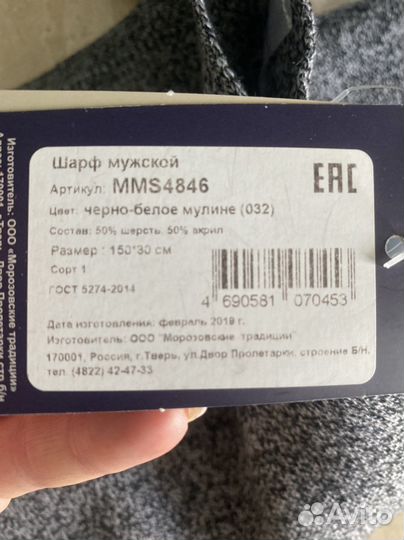 Шарф мужской
Артикул: MMS4846
Цвет: черно-белое мулине (032)
Состав: 50% шерсть, 50% акрил
Размер : 150*30 см
Сорт 1
ГОСТ 5274-2014
EAC
4 690581 070453
Дата изготовления: февраль 2019 г.
Изготовитель: ООО "Морозовские традиции"
170001, Россия, г.Тверь, ул.Двор Пролетарки, строение Б/Н,
тел. (4822) 42-47-33
Изготовитель: ООО «Морозовские традиции»
Avito